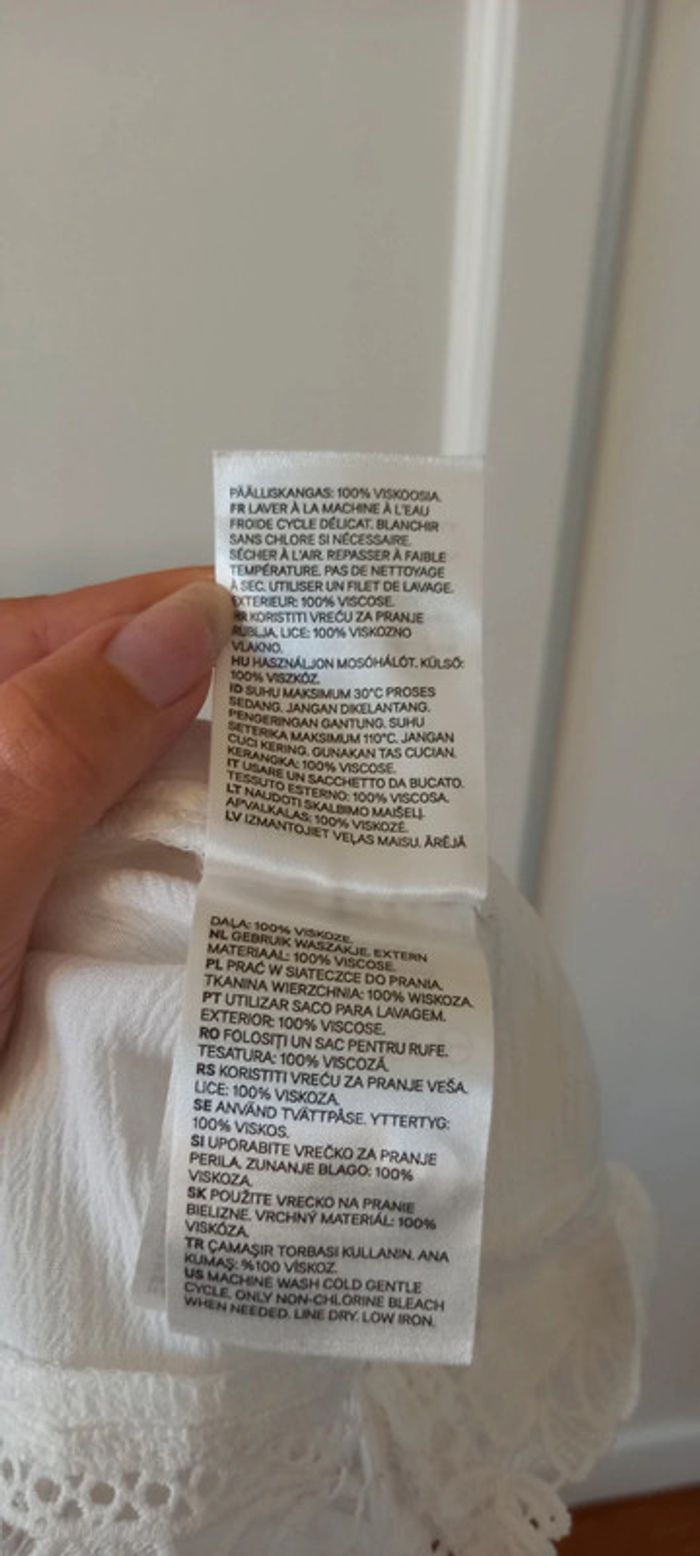 PÄÄLLISKANGAS: 100% VISKOOSIA.
FR LAVER À LA MACHINE À L'EAU
FROIDE CYCLE DÉLICAT. BLANCHIR
SANS CHLORE SI NÉCESSAIRE.
SÉCHER À L'AIR. REPASSER À FAIBLE
TEMPÉRATURE. PAS DE NETTOYAGE
À SEC. UTILISER UN FILET DE LAVAGE.
EXTERIEUR: 100% VISCOSE.
HR KORISTITI VREĆU ZA PRANJE
RUBLJA. LICE: 100% VISKOZNO
VLAKNO.
HU HASZNÁLJON MOSÓHÁLÓT. KÜLSŐ:
100% VISZKÓZ.
ID SUHU MAKSIMUM 30°C PROSES
SEDANG. JANGAN DIKELANTANG.
PENGERINGAN GANTUNG. SUHU
SETERIKA MAKSIMUM 110°C. JANGAN
CUCI KERING. GUNAKAN TAS CUCIAN.
KERANGKA: 100% VISCOSE.
IT USARE UN SACCHETTO DA BUCATO.
TESSUTO ESTERNO: 100% VISCOSA.
LT NAUDOTI SKALBIMO MAIŠELĮ.
APVALKALAS: 100% VISKOZĖ.
LV IZMANTOJIET VEĻAS MAISU. ĀRĒJĀ
DAĻA: 100% VISKOZE.
NL GEBRUIK WASZAKJE. EXTERN
MATERIAAL: 100% VISCOSE.
PL PRAĆ W SIATECZCE DO PRANIA.
TKANINA WIERZCHNIA: 100% WISKOZA.
PT UTILIZAR SACO PARA LAVAGEM.
EXTERIOR: 100% VISCOSE.
RO FOLOSIȚI UN SAC PENTRU RUFE.
TESATURA: 100% VISCOZĂ.
RS KORISTITI VREĆU ZA PRANJE VEŠA.
LICE: 100% VISKOZA.
SE ANVÄND TVÄTTPÅSE. YTTERTYG:
100% VISKOS.
SI UPORABITE VREČKO ZA PRANJE
PERILA. ZUNANJE BLAGO: 100%
VISKOZA.
SK POUŽITE VRECKO NA PRANIE
BIELIZNE. VRCHNÝ MATERIÁL: 100%
VISKÓZA.
TR ÇAMAŞIR TORBASI KULLANIN. ANA
KUMAŞ: %100 VİSKOZ.
US MACHINE WASH COLD GENTLE
CYCLE. ONLY NON-CHLORINE BLEACH
WHEN NEEDED. LINE DRY. LOW IRON.